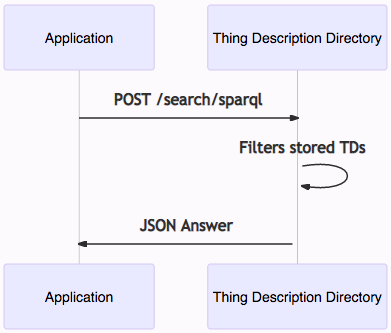 Application
Thing Description Directory
POST /search/sparql
Filters stored TDs
JSON Answer
Application
Thing Description Directory